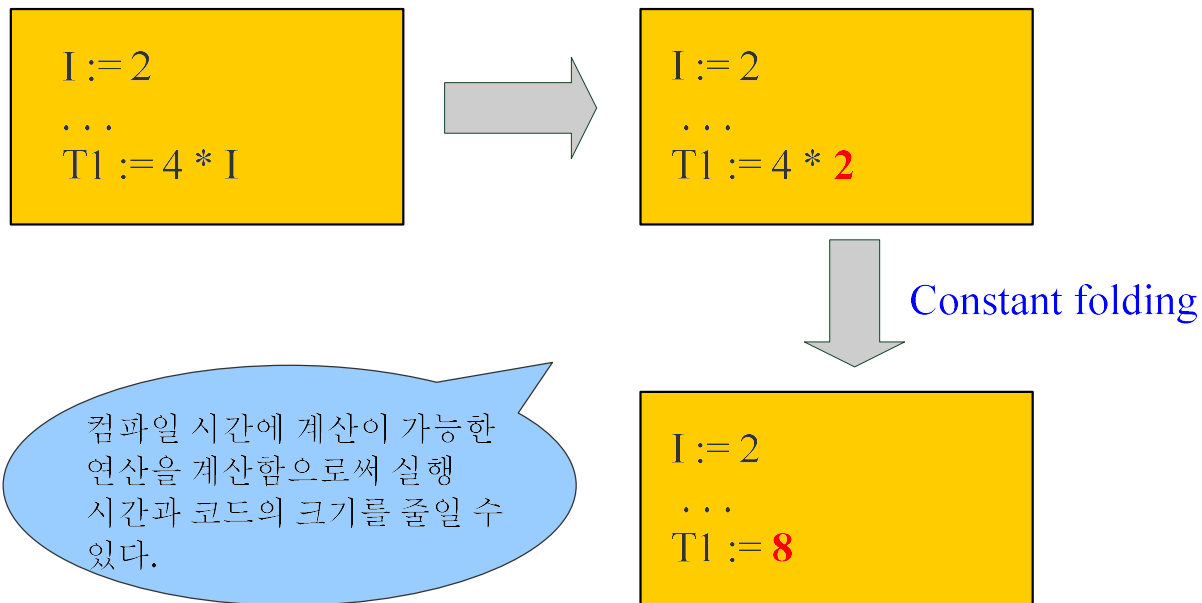 I := 2
. . .
T1 := 4 * I
I := 2
. . .
T1 := 4 * 2
Constant folding
컴파일 시간에 계산이 가능한
연산을 계산함으로써 실행
시간과 코드의 크기를 줄일 수
있다.
I := 2
. . .
T1 := 8